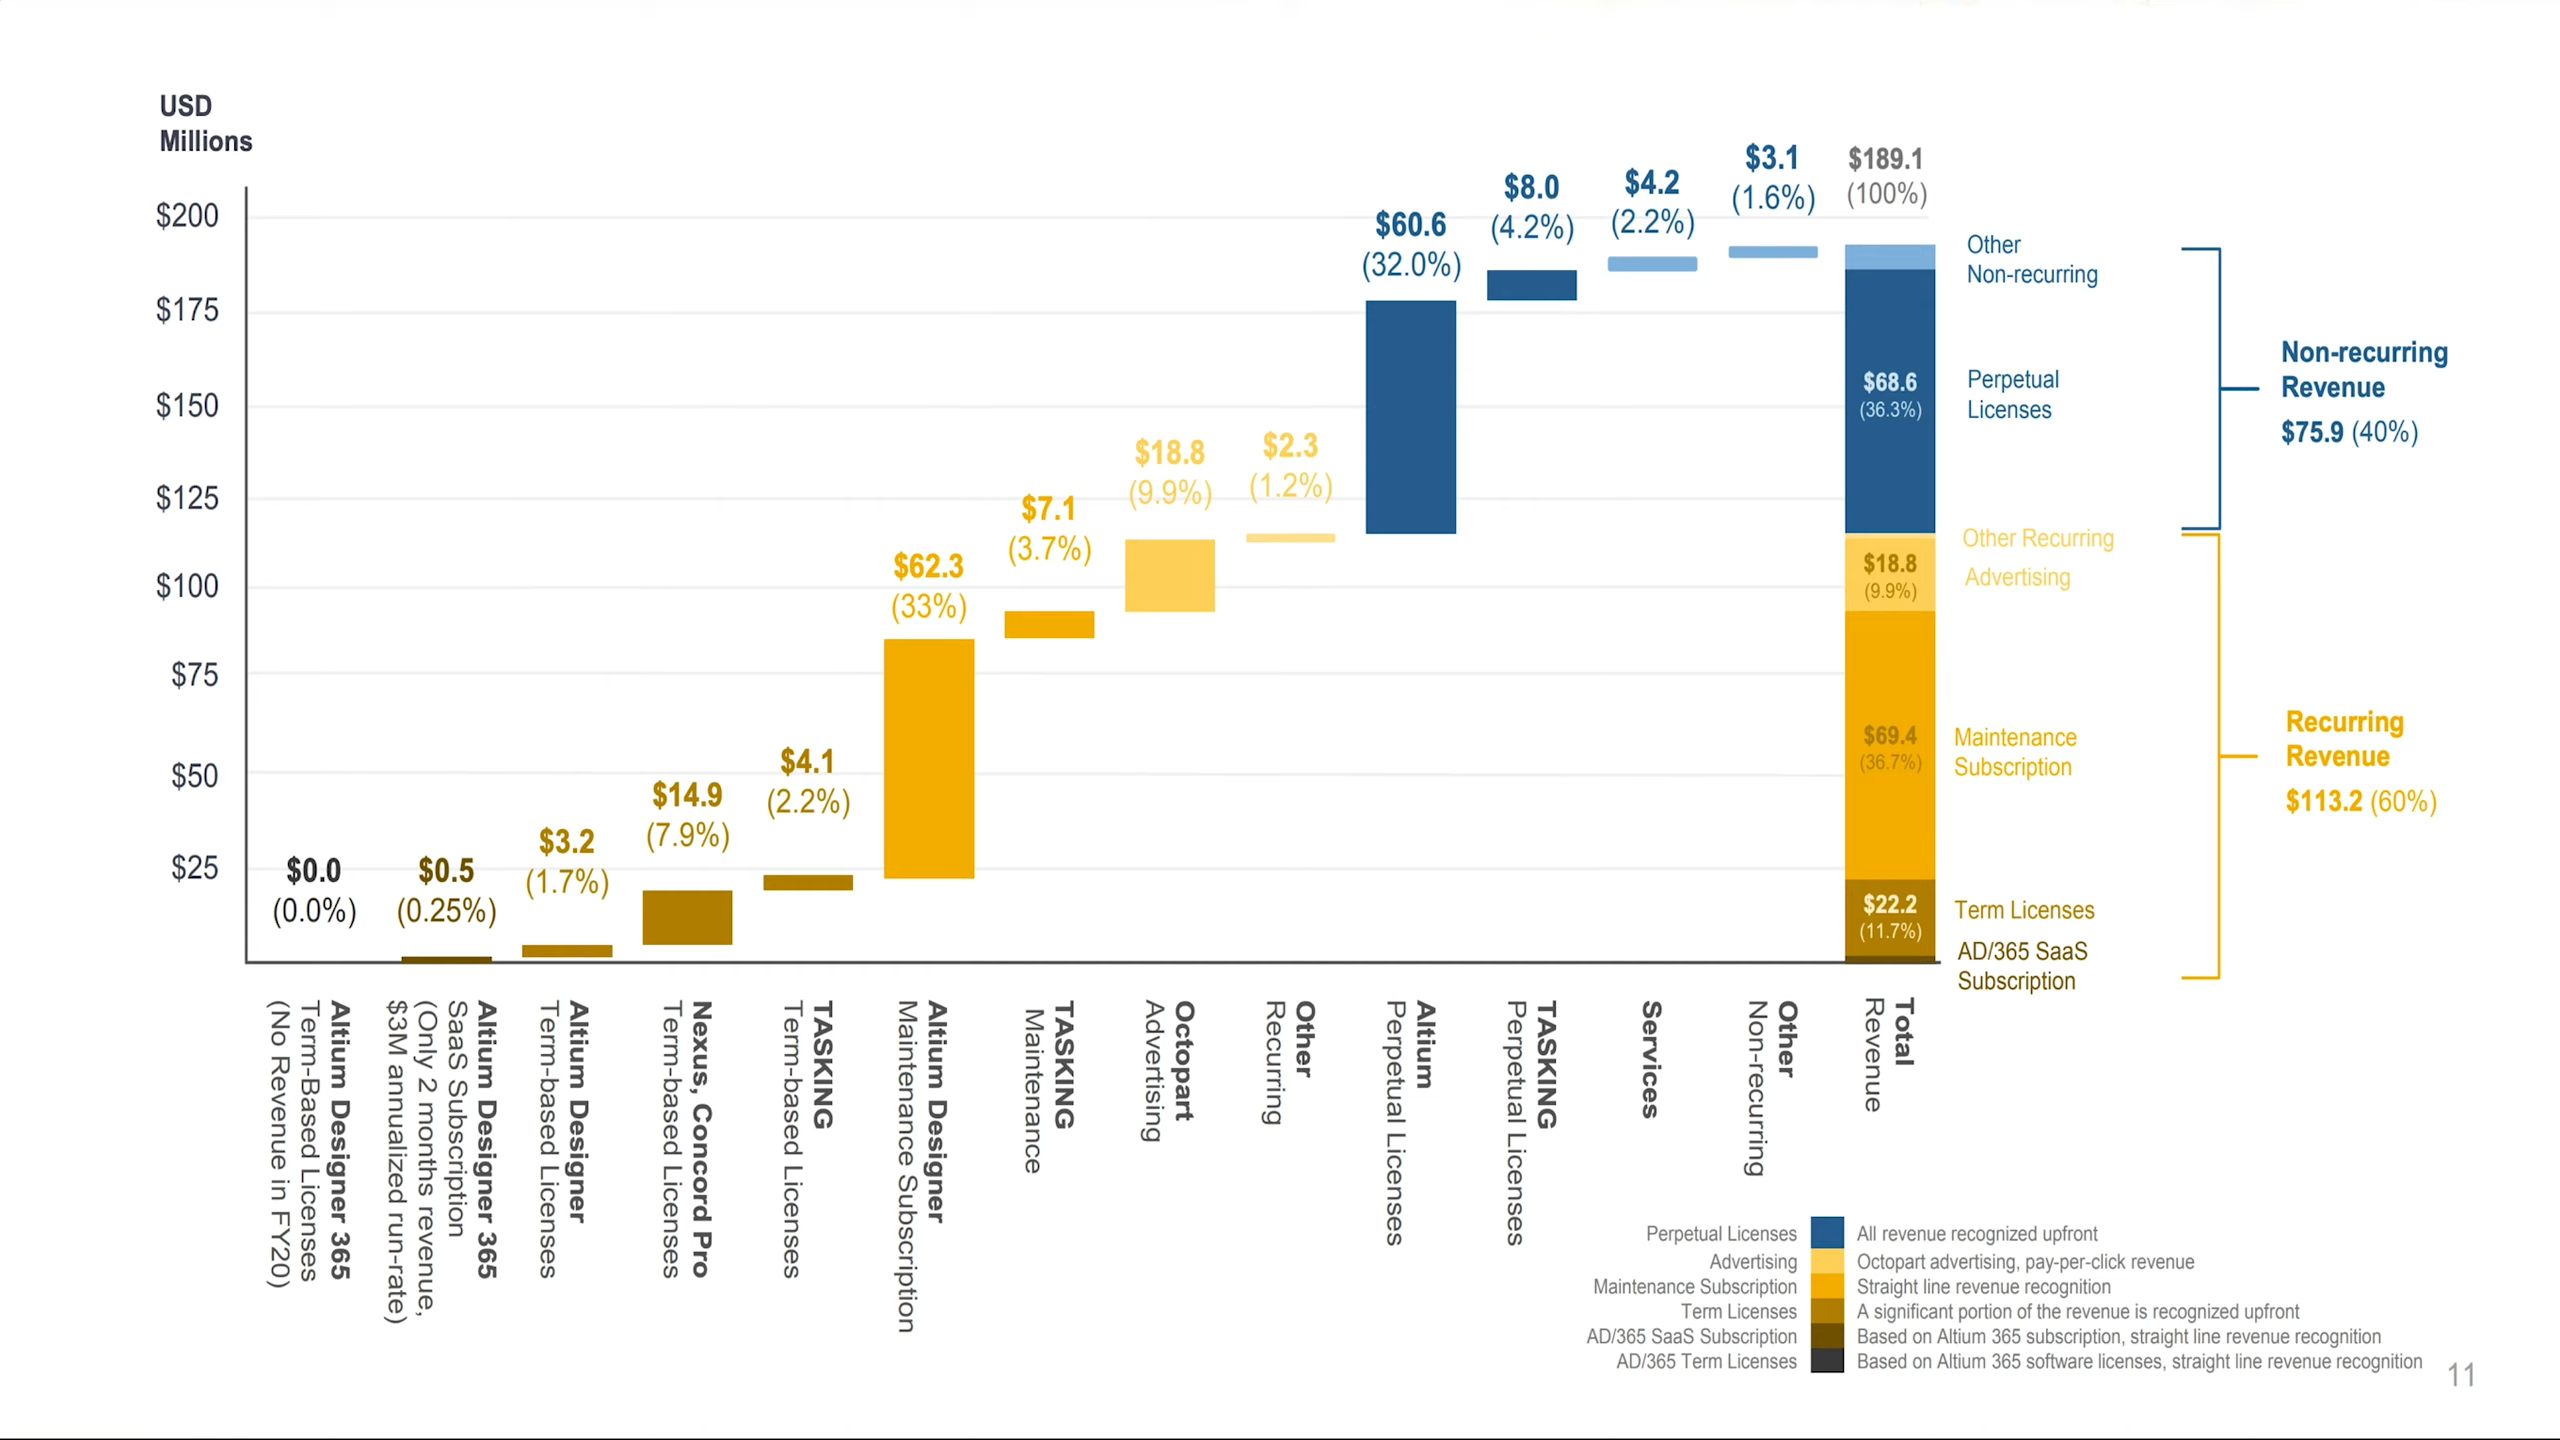 USD
Millions
$200
$175
$150
$125
$100
$75
$50
$25
$0.0
(0.0%)
$0.5
(0.25%)
$3.2
(1.7%)
$14.9
(7.9%)
$4.1
(2.2%)
$62.3
(33%)
$7.1
(3.7%)
$18.8
(9.9%)
$2.3
(1.2%)
$60.6
(32.0%)
$8.0
(4.2%)
$4.2
(2.2%)
$3.1
(1.6%)
$189.1
(100%)
$68.6
(36.3%)
$18.8
(9.9%)
$69.4
(36.7%)
$22.2
(11.7%)
Other
Non-recurring
Perpetual
Licenses
Other Recurring
Advertising
Maintenance
Subscription
Term Licenses
AD/365 SaaS
Subscription
Non-recurring
Revenue
$75.9 (40%)
Recurring
Revenue
$113.2 (60%)
Altium Designer 365
Term-Based Licenses
(No Revenue in FY20)
Altium Designer 365
SaaS Subscription
(Only 2 months revenue,
$3M annualized run-rate)
Altium Designer
Term-based Licenses
Nexus, Concord Pro
Term-based Licenses
TASKING
Term-based Licenses
Altium Designer
Maintenance Subscription
TASKING
Maintenance
Octopart
Advertising
Other
Recurring
Altium
Perpetual Licenses
TASKING
Perpetual Licenses
Services
Other
Non-recurring
Total
Revenue
Perpetual Licenses All revenue recognized upfront
Advertising Octopart advertising, pay-per-click revenue
Maintenance Subscription Straight line revenue recognition
Term Licenses A significant portion of the revenue is recognized upfront
AD/365 SaaS Subscription Based on Altium 365 subscription, straight line revenue recognition
AD/365 Term Licenses Based on Altium 365 software licenses, straight line revenue recognition
11